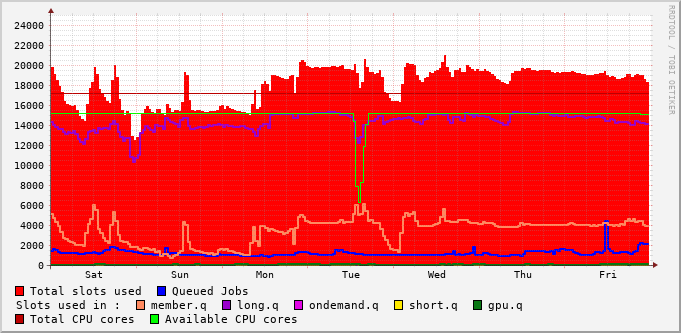 24000
22000
20000
18000
16000
14000
12000
10000
8000
6000
4000
2000
0
Sat Sun Mon Tue Wed Thu Fri
RRDTOOL / TOBI OETIKER
Total slots used Queued Jobs
Slots used in : member.q long.q ondemand.q short.q gpu.q
Total CPU cores Available CPU cores